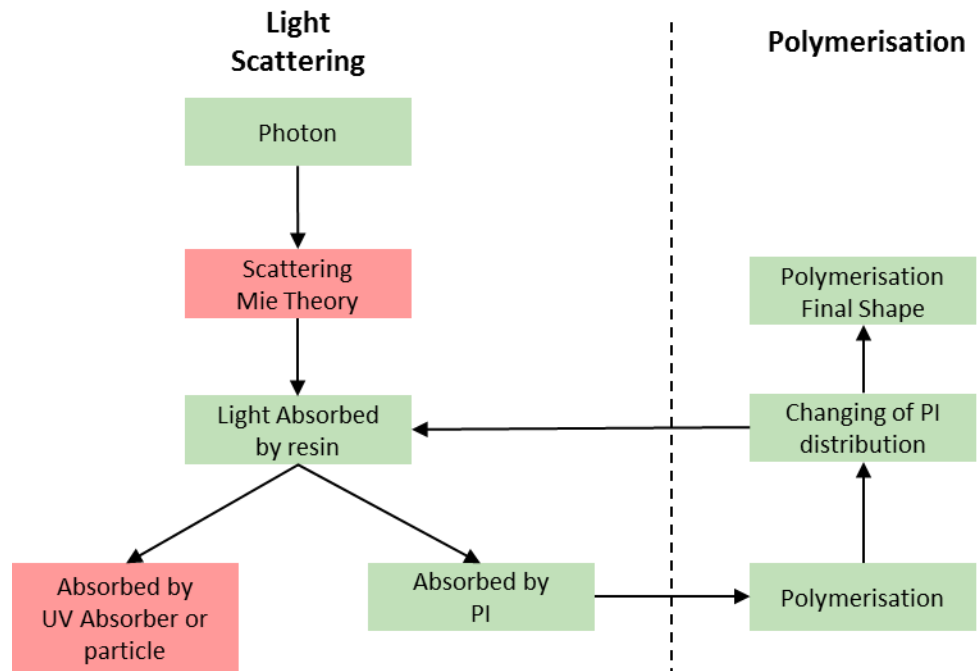 Light
Scattering
Polymerisation
Photon
Scattering
Mie Theory
Polymerisation
Final Shape
Light Absorbed
by resin
Changing of PI
distribution
Absorbed by
UV Absorber or
particle
Absorbed by
PI
Polymerisation